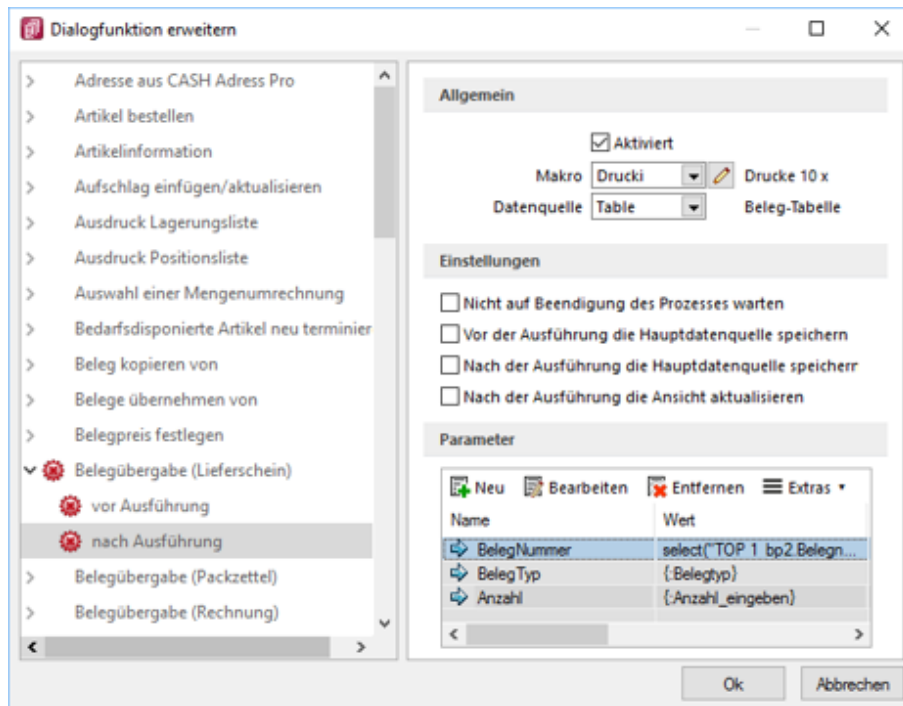 Dialogfunktion erweitern
Adresse aus CASH Adress Pro
Artikel bestellen
Artikelinformation
Aufschlag einfügen/aktualisieren
Ausdruck Lagerungsliste
Ausdruck Positionsliste
Auswahl einer Mengenumrechnung
Bedarfsdisponierte Artikel neu terminier
Beleg kopieren von
Belege übernehmen von
Belegpreis festlegen
Belegübergabe (Lieferschein)
vor Ausführung
nach Ausführung
Belegübergabe (Packzettel)
Belegübergabe (Rechnung)
Allgemein
Aktiviert
Makro Drucki Drucke 10 x
Datenquelle Table Beleg-Tabelle
Einstellungen
Nicht auf Beendigung des Prozesses warten
Vor der Ausführung die Hauptdatenquelle speichern
Nach der Ausführung die Hauptdatenquelle speicherr
Nach der Ausführung die Ansicht aktualisieren
Parameter
Neu Bearbeiten Entfernen Extras
Name Wert
BelegNummer select("TOP 1 bp2.Belegn...
BelegTyp {:Belegtyp}
Anzahl {:Anzahl_eingeben}
Ok Abbrechen